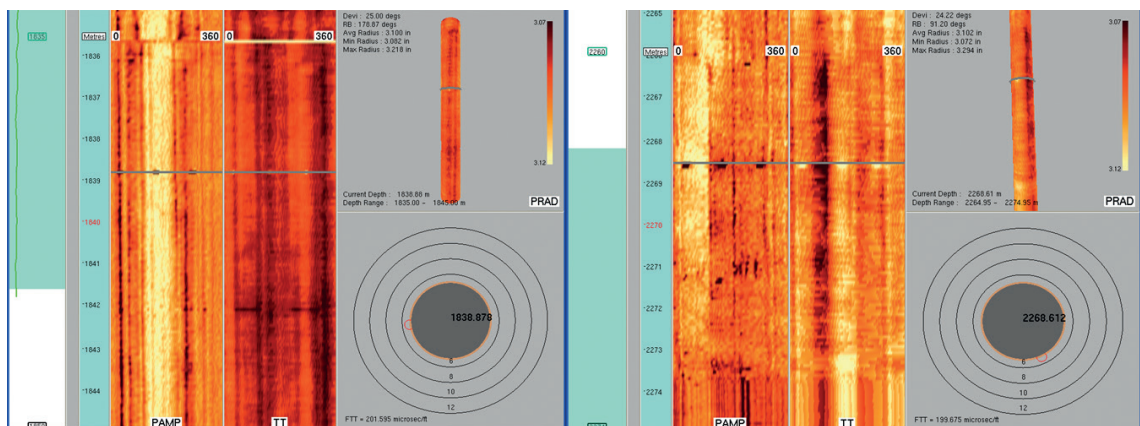 1835
Metres
1836
1837
1838
1839
1840
1841
1842
1843
1844
0 360
0 360
PAMP
TT
Devi : 25.00 degs
RB : 178.87 degs
Avg Radius : 3.100 in
Min Radius : 3.082 in
Max Radius : 3.218 in
3.07
3.12
Current Depth : 1838.88 m
Depth Range : 1835.00 - 1845.00 m
PRAD
1838.878
6
8
10
12
FTT = 201.595 microsec/ft
2260
Metres
2265
2267
2268
2269
2270
2271
2272
2273
2274
0 360
0 360
PAMP
TT
Devi : 24.22 degs
RB : 91.20 degs
Avg Radius : 3.102 in
Min Radius : 3.072 in
Max Radius : 3.294 in
3.07
3.12
Current Depth : 2268.61 m
Depth Range : 2264.95 - 2274.95 m
PRAD
2268.612
6
8
10
12
FTT = 199.675 microsec/ft